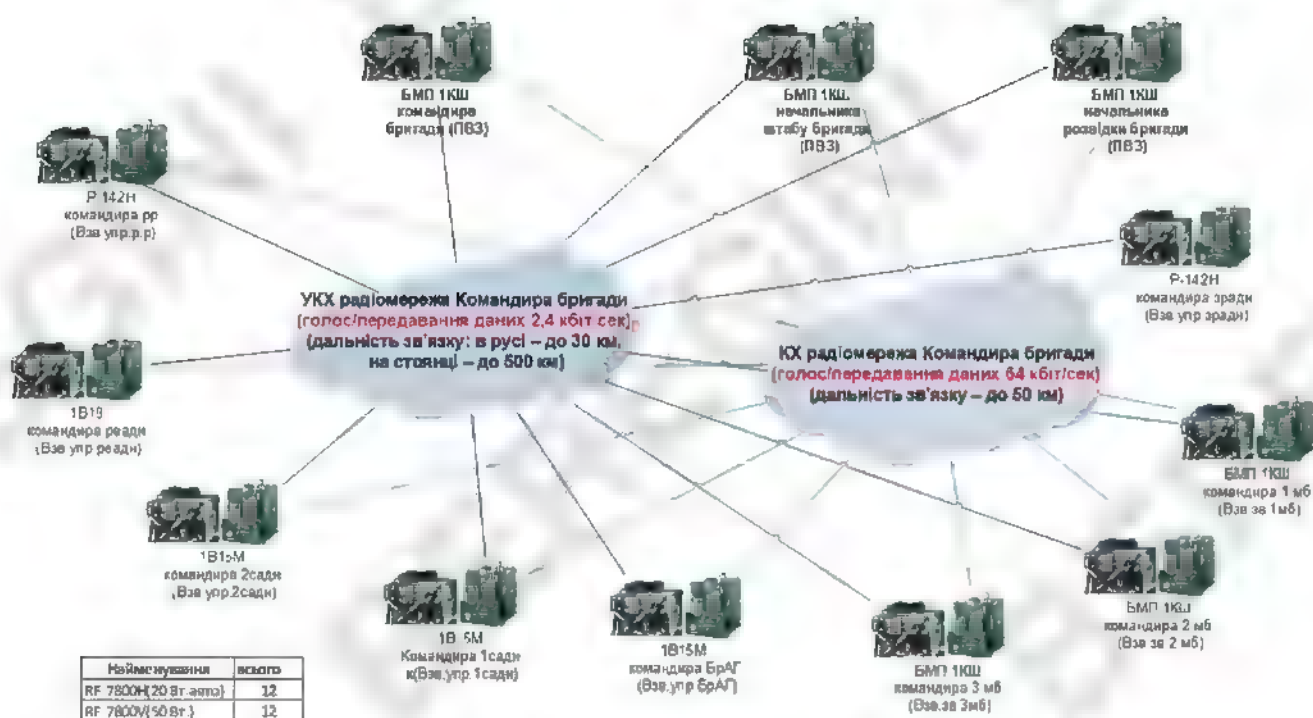 БМП 1КШ
командира
бригади (ПВЗ)
БМП 1КШ
начальника
штабу бригади
(ПВЗ)
БМП 1КШ
начальника
розвідки бригади
(ПВЗ)
Р-142Н
командира рр
(Взв упр.р.р)
Р-142Н
командира зрадн
(Взв упр зрадн)
УКХ радіомережа Командира бригади
(голос/передавання даних 2,4 кбіт сек)
(дальність зв'язку: в русі – до 30 км,
на стоянці – до 500 км)
КХ радіомережа Командира бригади
(голос/передавання даних 64 кбіт/сек)
(дальність зв'язку – до 50 км)
1В19
командира реадн
(Взв упр реадн)
БМП 1КШ
командира 1 мб
(Взв зв 1мб)
1В15М
командира 2садн
(Взв упр.2садн)
БМП 1КШ
командира 2 мб
(Взв зв 2 мб)
Командира 1садн
(Взв.упр.1садн)
1В15М
командира БрАГ
(Взв.упр БрАГ)
БМП 1КШ
командира 3 мб
(Взв.зв 3мб)
Найменування всього
RF 7800H(20 Вт авто) 12
RF 7800V(50 Вт.) 12